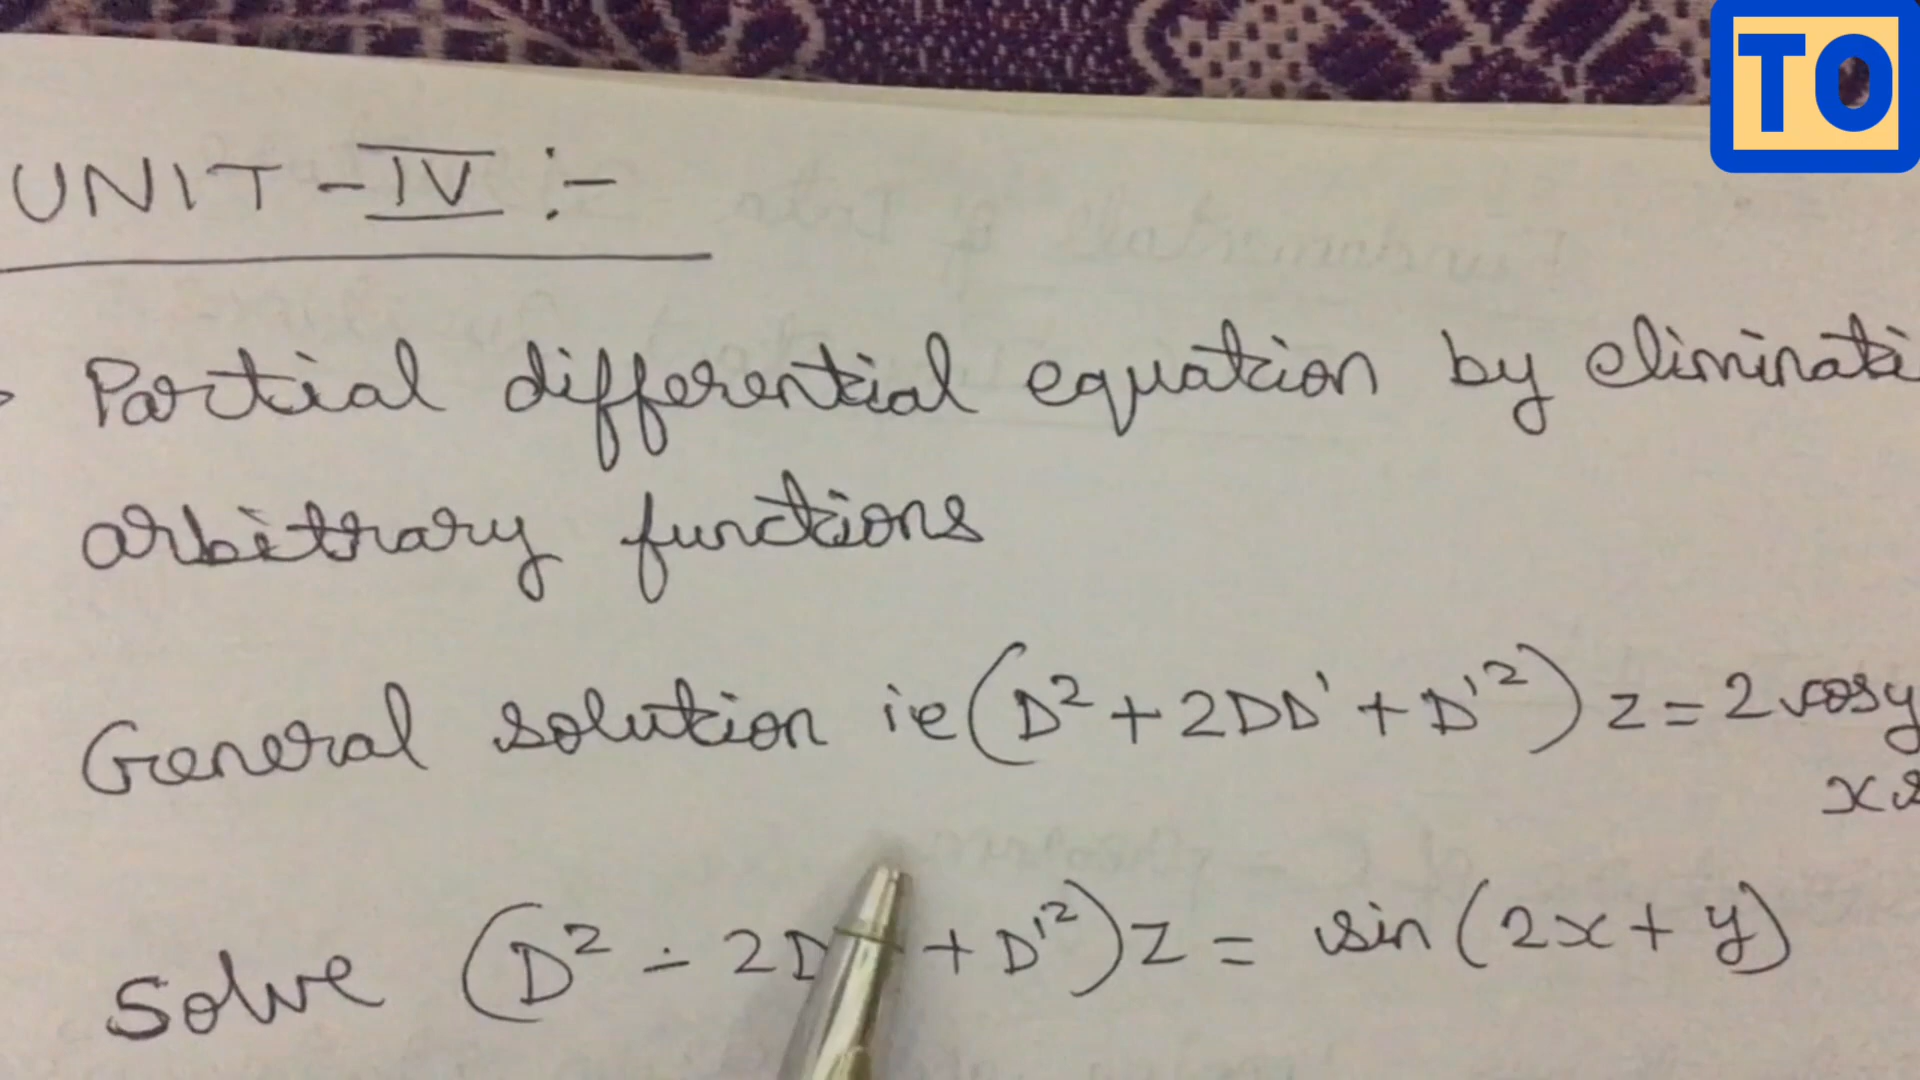 TO
UNIT - IV :-
Partial differential equation by eliminati
arbitrary functions
General solution ie (D² + 2DD' + D'²) z = 2 cosy
x
Solve (D² - 2D + D'²) z = sin (2x + y)